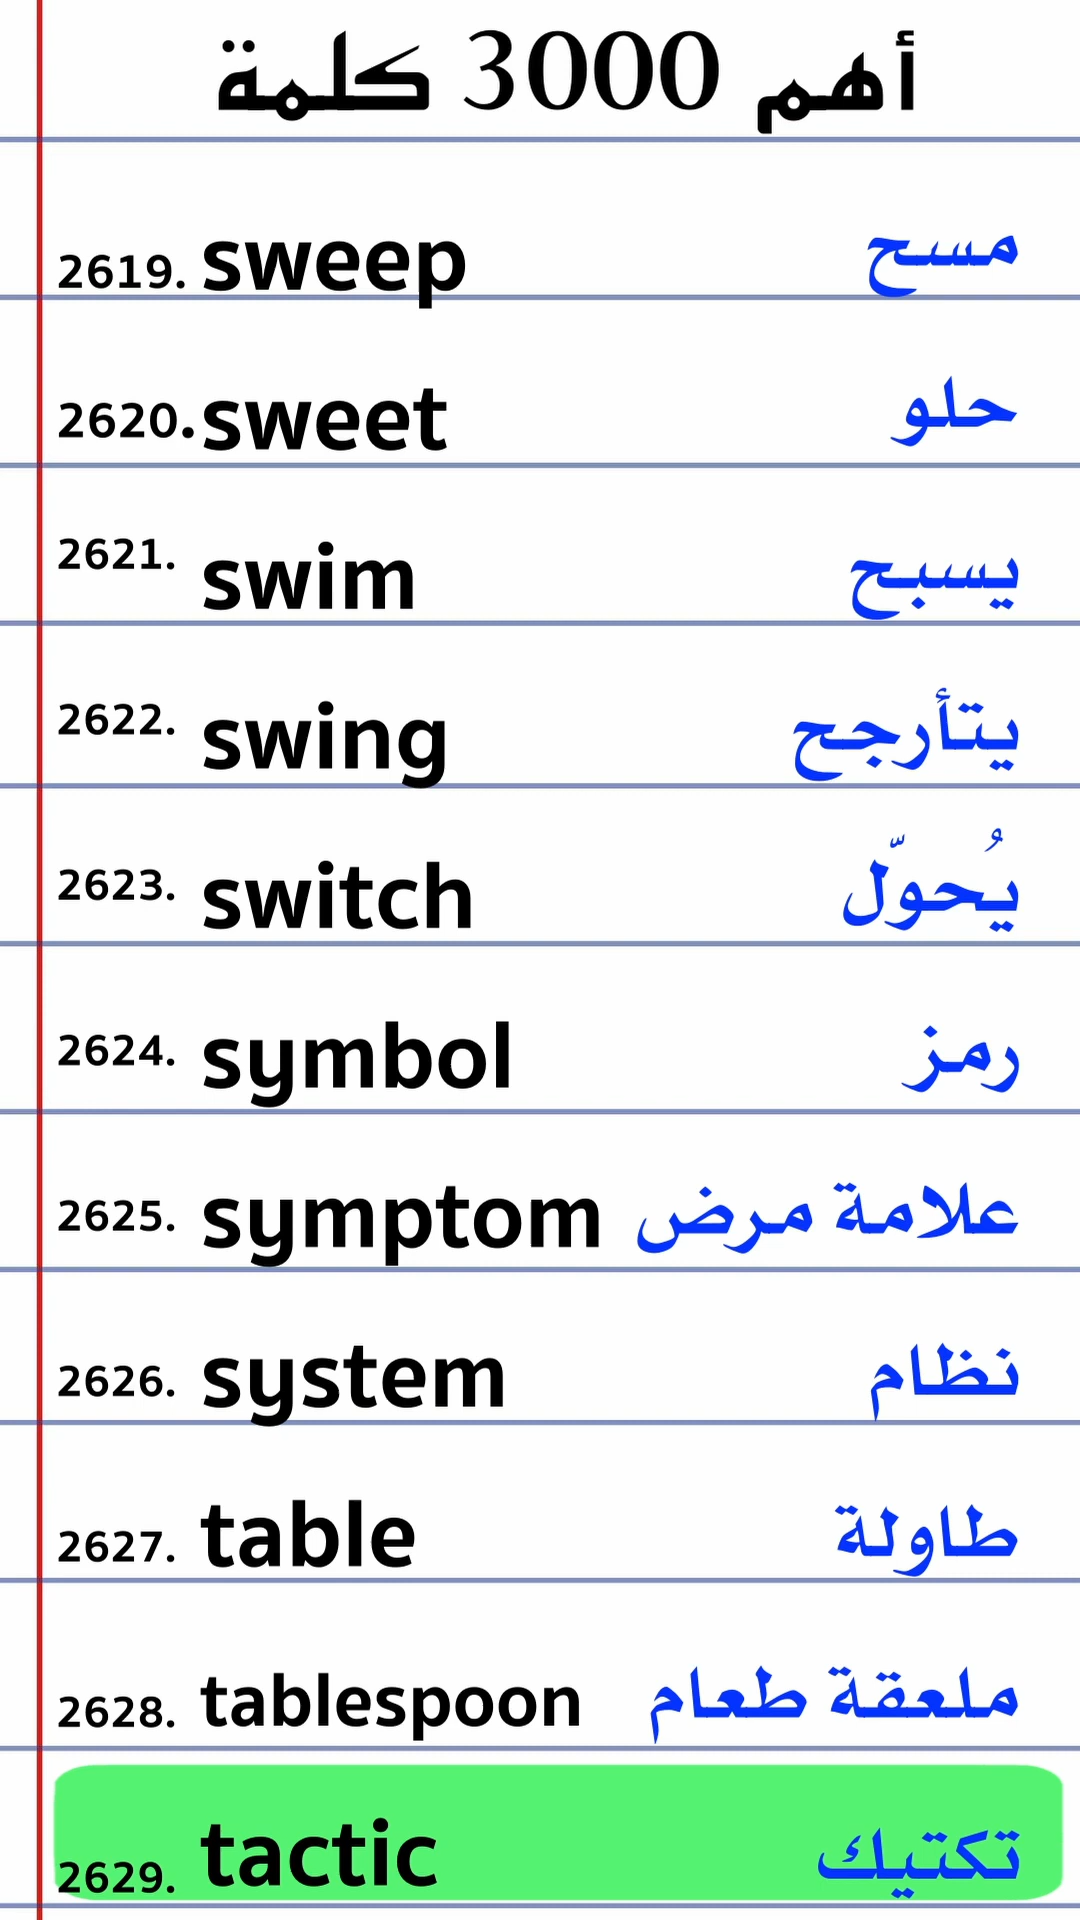 أهم 3000 كلمة
2619. sweep مسح
2620. sweet حلو
2621. swim يسبح
2622. swing يتأرجح
2623. switch يُحوّل
2624. symbol رمز
2625. symptom علامة مرض
2626. system نظام
2627. table طاولة
2628. tablespoon ملعقة طعام
2629. tactic تكتيك